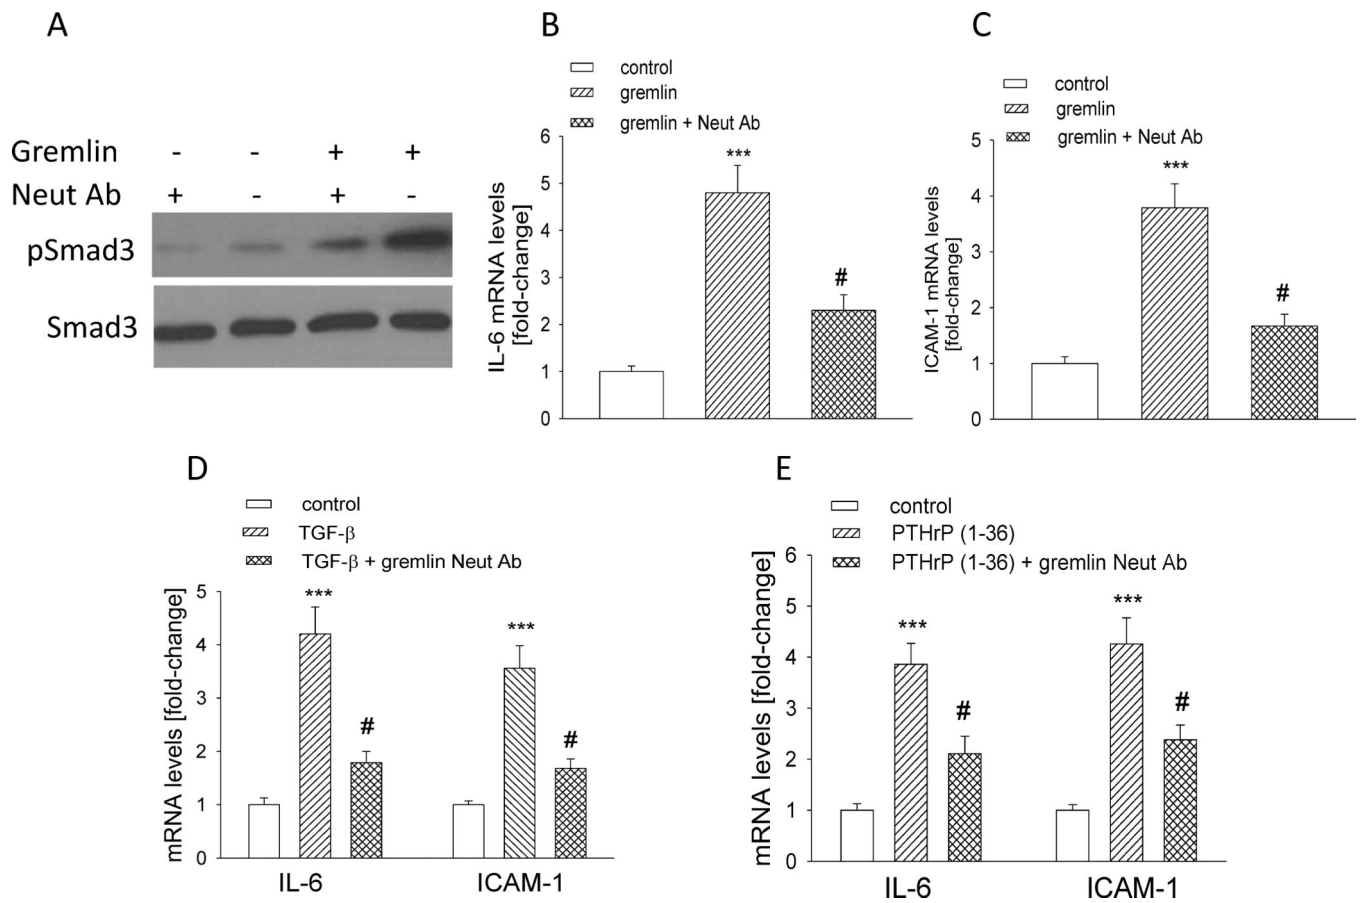 A
Gremlin - - + +
Neut Ab + - + -
pSmad3
Smad3
B
control
gremlin
gremlin + Neut Ab
IL-6 mRNA levels
[fold-change]
6
5
4
3
2
1
0
***
#
C
control
gremlin
gremlin + Neut Ab
ICAM-1 mRNA levels
[fold-change]
5
4
3
2
1
0
***
#
D
control
TGF-β
TGF-β + gremlin Neut Ab
mRNA levels [fold-change]
5
4
3
2
1
0
***
#
***
#
IL-6 ICAM-1
E
control
PTHrP (1-36)
PTHrP (1-36) + gremlin Neut Ab
mRNA levels [fold-change]
6
5
4
3
2
1
0
***
#
***
#
IL-6 ICAM-1